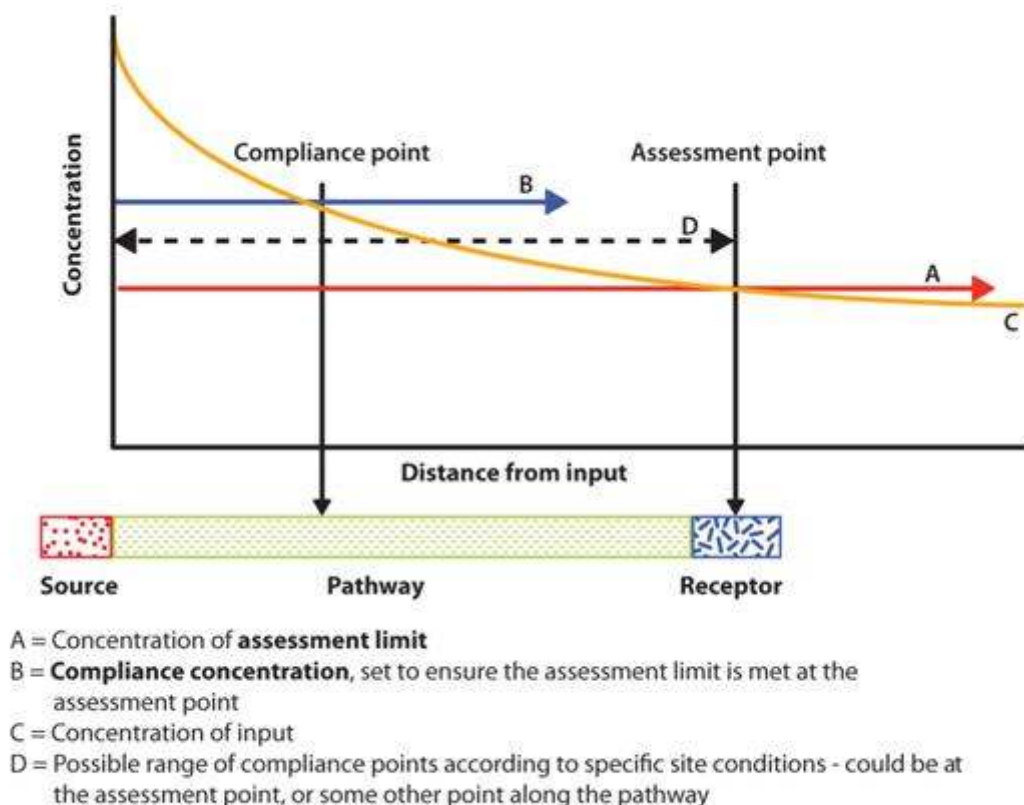 Compliance point
Assessment point
B
D
A
C
Concentration
Distance from input
Source
Pathway
Receptor
A = Concentration of assessment limit
B = Compliance concentration, set to ensure the assessment limit is met at the
assessment point
C = Concentration of input
D = Possible range of compliance points according to specific site conditions - could be at
the assessment point, or some other point along the pathway